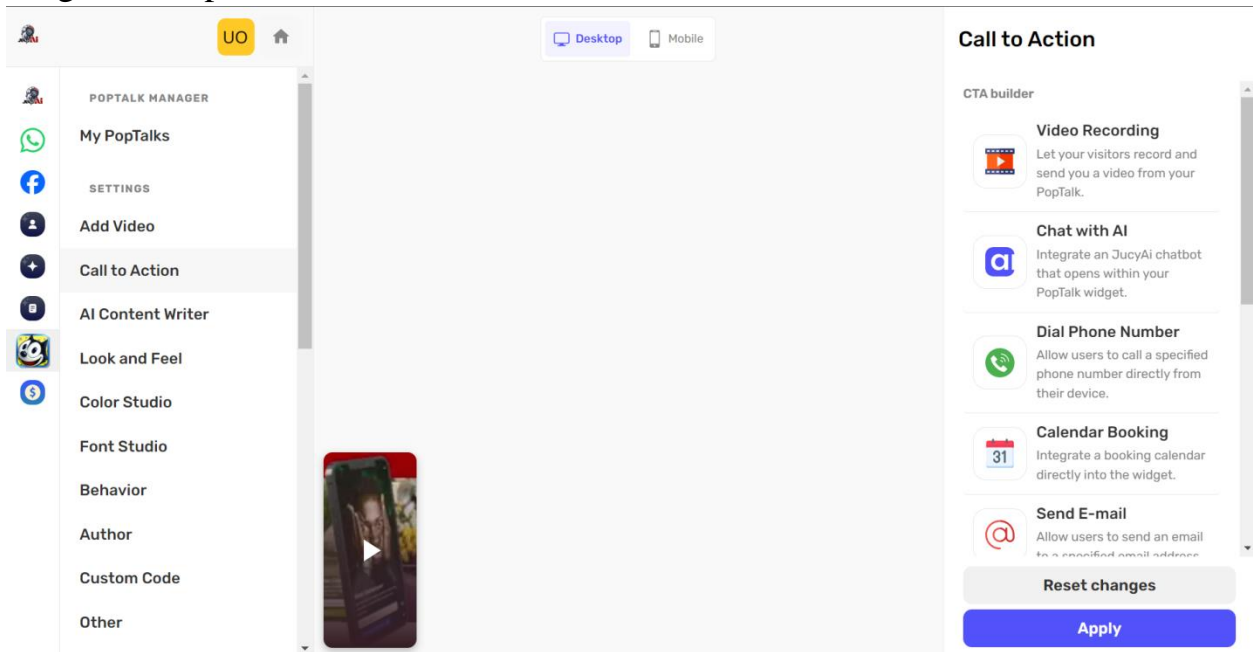 UO
Desktop
Mobile
POPTALK MANAGER
My PopTalks
SETTINGS
Add Video
Call to Action
AI Content Writer
Look and Feel
Color Studio
Font Studio
Behavior
Author
Custom Code
Other
Call to Action
CTA builder
Video Recording
Let your visitors record and
send you a video from your
PopTalk.
Chat with AI
Integrate an JucyAi chatbot
that opens within your
PopTalk widget.
Dial Phone Number
Allow users to call a specified
phone number directly from
their device.
31
Calendar Booking
Integrate a booking calendar
directly into the widget.
Send E-mail
Allow users to send an email
to a specified email address
Reset changes
Apply